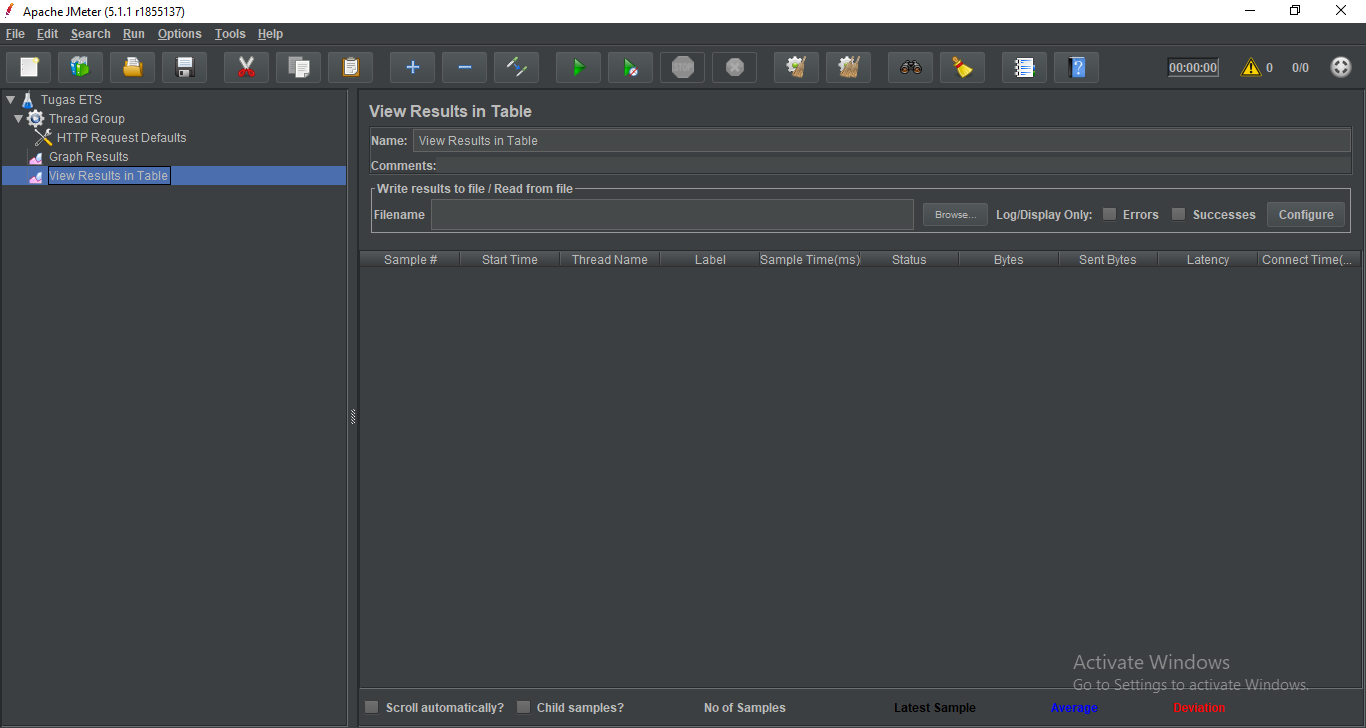 Apache JMeter (5.1.1 r1855137)
File Edit Search Run Options Tools Help
STOP
?
00:00:00 0 0/0
Tugas ETS
Thread Group
HTTP Request Defaults
Graph Results
View Results in Table
View Results in Table
Name: View Results in Table
Comments:
Write results to file / Read from file
Filename Browse... Log/Display Only: Errors Successes Configure
Sample # Start Time Thread Name Label Sample Time(ms) Status Bytes Sent Bytes Latency Connect Time(...
Activate Windows
Go to Settings to activate Windows.
Scroll automatically? Child samples? No of Samples Latest Sample Average Deviation